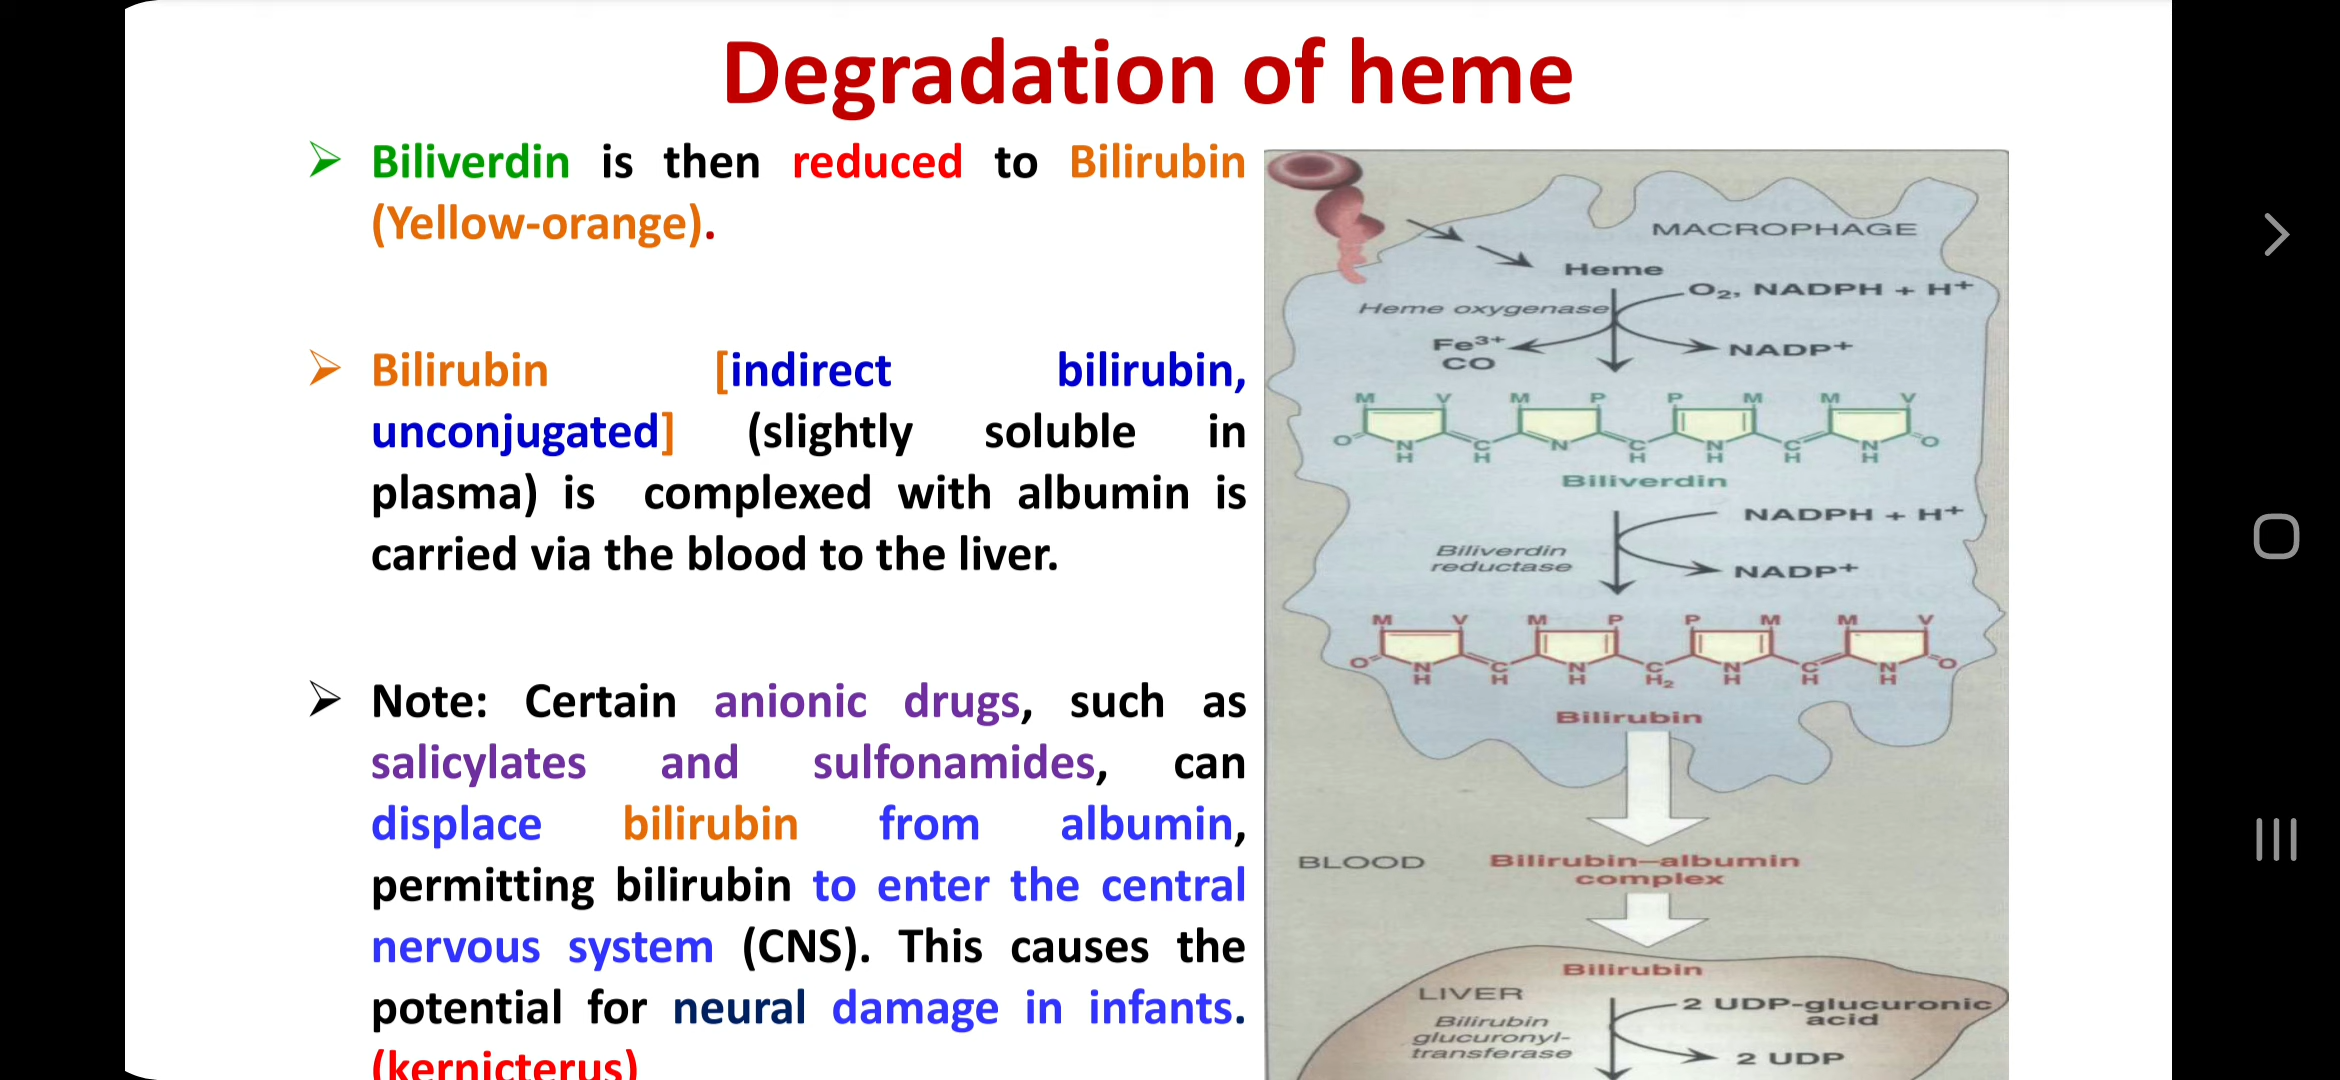 Degradation of heme
➢ Biliverdin is then reduced to Bilirubin
(Yellow-orange).
➢ Bilirubin [indirect bilirubin,
unconjugated] (slightly soluble in
plasma) is complexed with albumin is
carried via the blood to the liver.
➢ Note: Certain anionic drugs, such as
salicylates and sulfonamides, can
displace bilirubin from albumin,
permitting bilirubin to enter the central
nervous system (CNS). This causes the
potential for neural damage in infants.
(kernicterus)
MACROPHAGE
Heme
O2, NADPH + H+
Heme oxygenase
Fe3+
CO
NADP+
M V M P P M M V
O N H C H N C H N H C H N H O
Biliverdin
NADPH + H+
Biliverdin
reductase
NADP+
M V M P P M M V
O N H C H N H C H2 N H C H N H O
Bilirubin
BLOOD
Bilirubin–albumin
complex
Bilirubin
LIVER
2 UDP-glucuronic
acid
Bilirubin
glucuronyl-
transferase
2 UDP